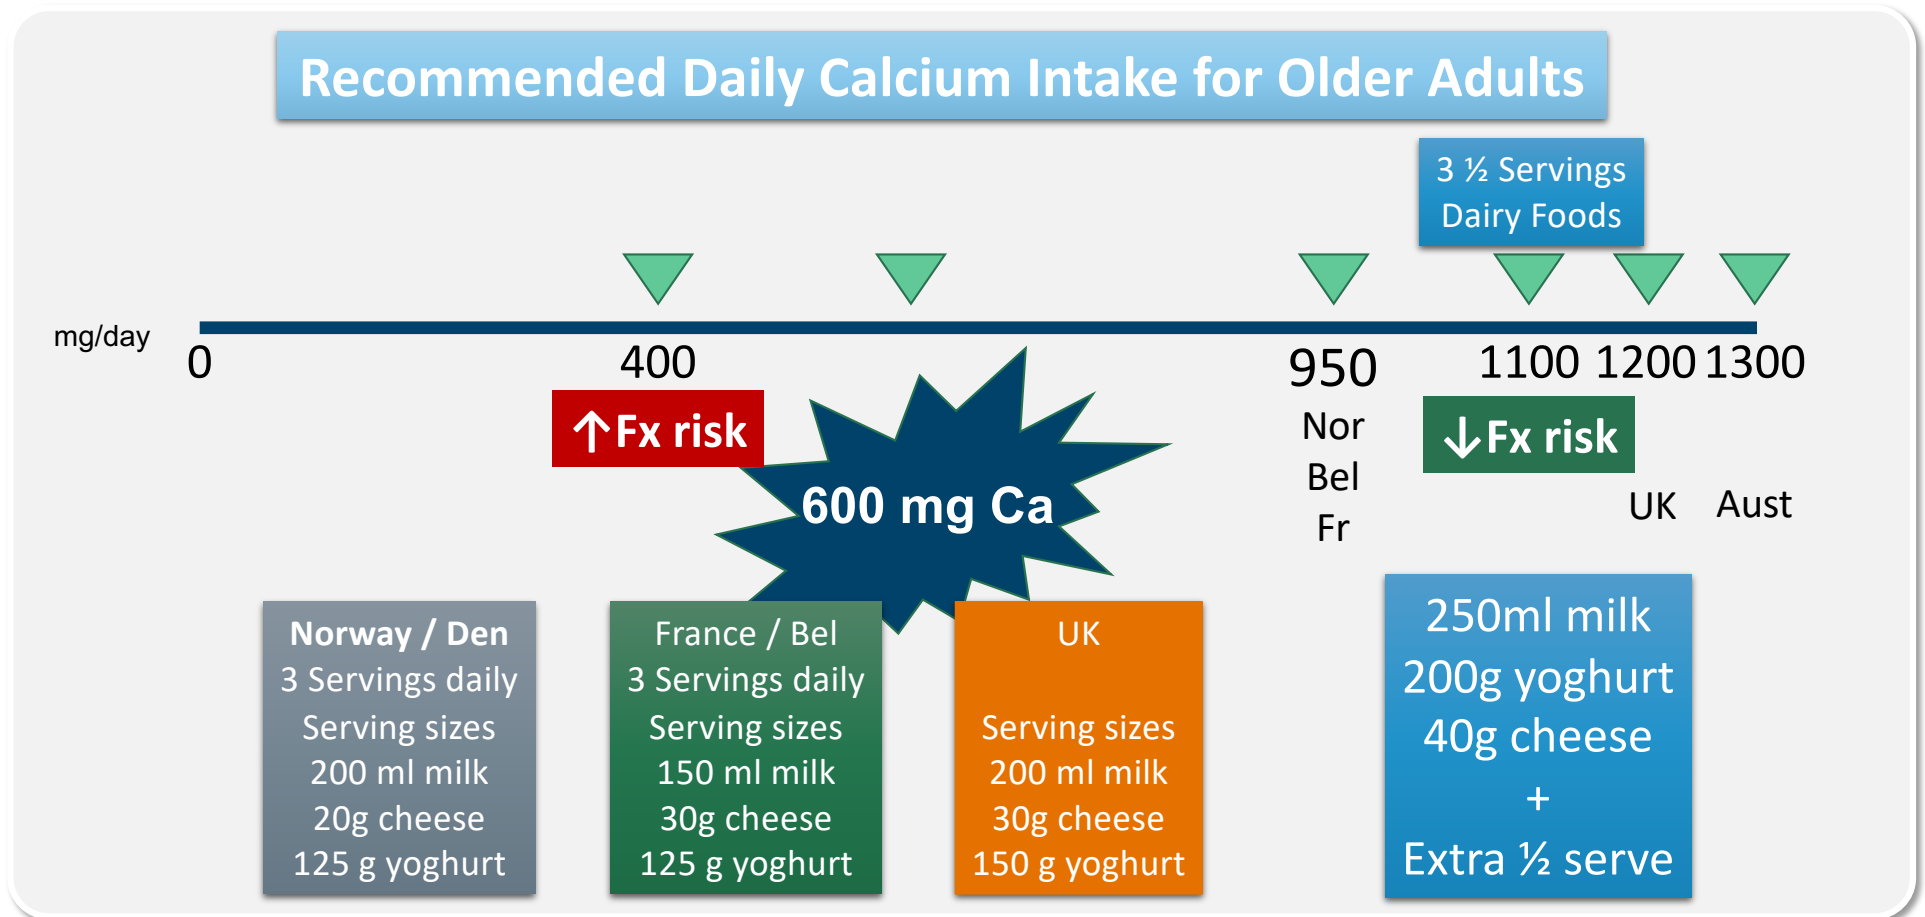 Recommended Daily Calcium Intake for Older Adults
3 ½ Servings
Dairy Foods
mg/day
0
400
950
1100
1200
1300
↑Fx risk
600 mg Ca
Nor
Bel
Fr
↓Fx risk
UK
Aust
Norway / Den
3 Servings daily
Serving sizes
200 ml milk
20g cheese
125 g yoghurt
France / Bel
3 Servings daily
Serving sizes
150 ml milk
30g cheese
125 g yoghurt
UK
Serving sizes
200 ml milk
30g cheese
150 g yoghurt
250ml milk
200g yoghurt
40g cheese
+
Extra ½ serve